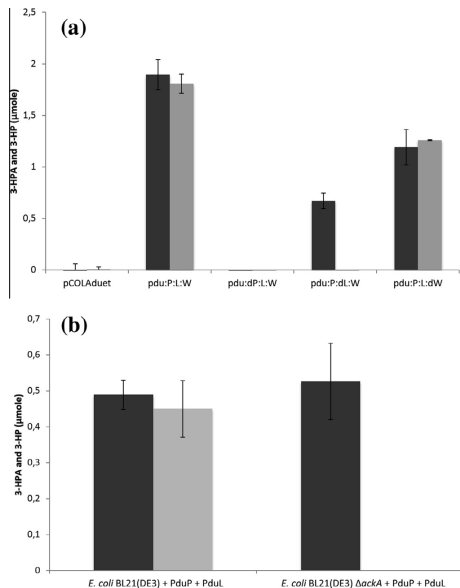 (a)
3-HPA and 3-HP (µmole)
2,5
2
1,5
1
0,5
0
pCOLAduet pdu:P:L:W pdu:dP:L:W pdu:P:dL:W pdu:P:L:dW
(b)
3-HPA and 3-HP (µmole)
0,7
0,6
0,5
0,4
0,3
0,2
0,1
0
E. coli BL21(DE3) + PduP + PduL E. coli BL21(DE3) ΔackA + PduP + PduL